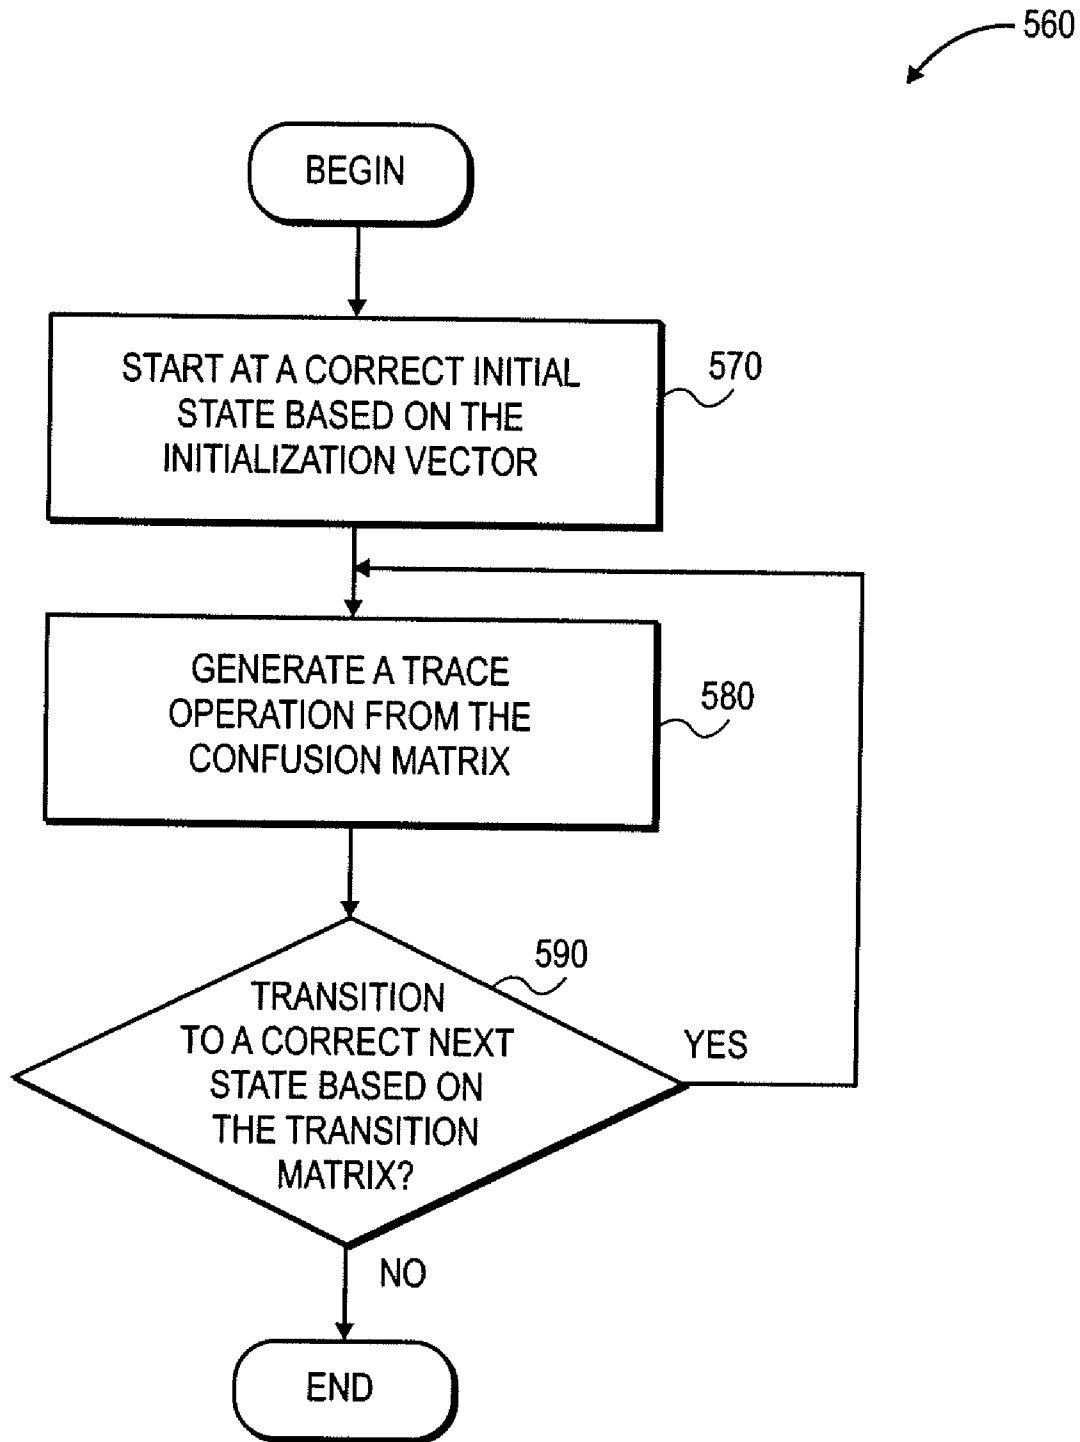 560
BEGIN
START AT A CORRECT INITIAL
STATE BASED ON THE
INITIALIZATION VECTOR
570
GENERATE A TRACE
OPERATION FROM THE
CONFUSION MATRIX
580
590
TRANSITION
TO A CORRECT NEXT
STATE BASED ON
THE TRANSITION
MATRIX?
YES
NO
END